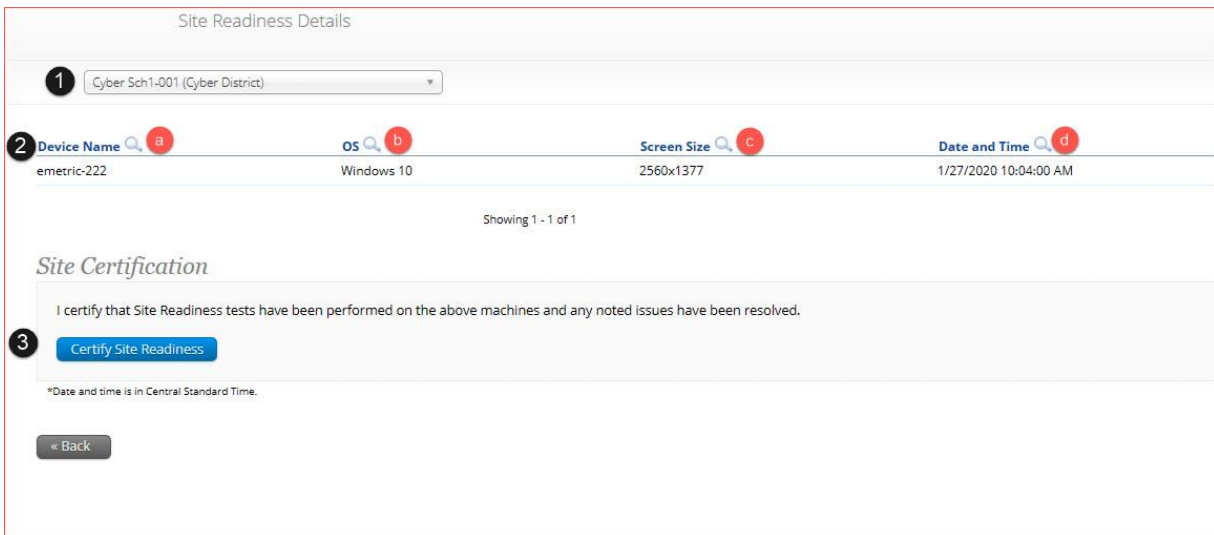 Site Readiness Details
1 Cyber Sch1-001 (Cyber District)
2 Device Name a OS b Screen Size c Date and Time d
emetric-222 Windows 10 2560x1377 1/27/2020 10:04:00 AM
Showing 1 - 1 of 1
Site Certification
I certify that Site Readiness tests have been performed on the above machines and any noted issues have been resolved.
3 Certify Site Readiness
*Date and time is in Central Standard Time.
« Back